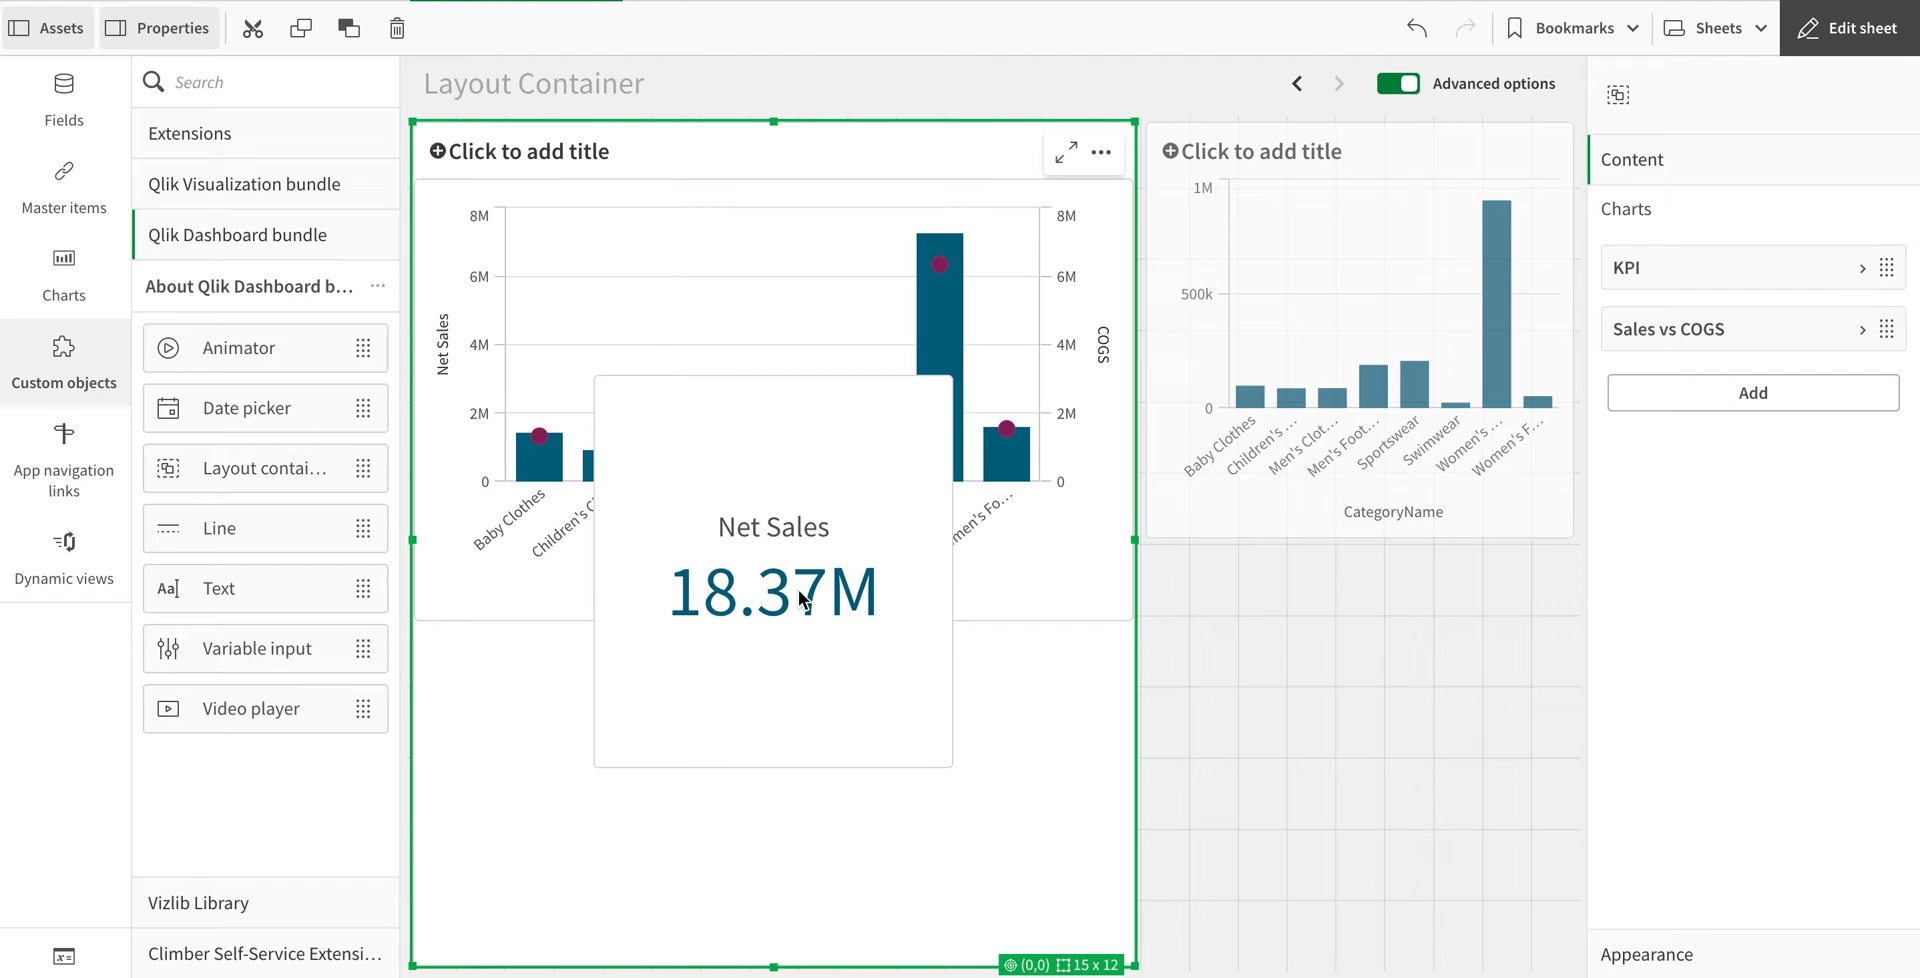 Assets
Properties
Bookmarks
Sheets
Edit sheet
Fields
Master items
Charts
Custom objects
App navigation
links
Dynamic views
Search
Extensions
Qlik Visualization bundle
Qlik Dashboard bundle
About Qlik Dashboard b...
Animator
Date picker
Layout contai...
Line
Aa
Text
Variable input
Video player
Vizlib Library
Climber Self-Service Extensi...
x=
Layout Container
Advanced options
Click to add title
8M
6M
4M
2M
0
Net Sales
8M
6M
4M
2M
0
COGS
Baby Clothes
Children's C
men's Fo...
Net Sales
18.37M
(0,0) 15 x 12
Click to add title
1M
500k
0
Baby Clothes
Children's ...
Men's Clot...
Men's Foot...
Sportswear
Swimwear
Women's ...
Women's F...
CategoryName
Content
Charts
KPI
Sales vs COGS
Add
Appearance